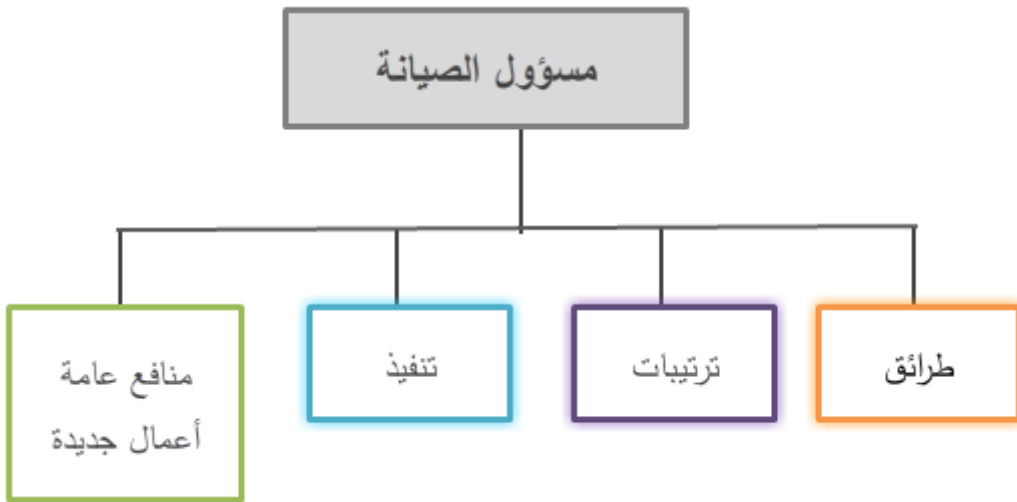 مسؤول الصيانة
طرائق
ترتيبات
تنفيذ
منافع عامة
أعمال جديدة